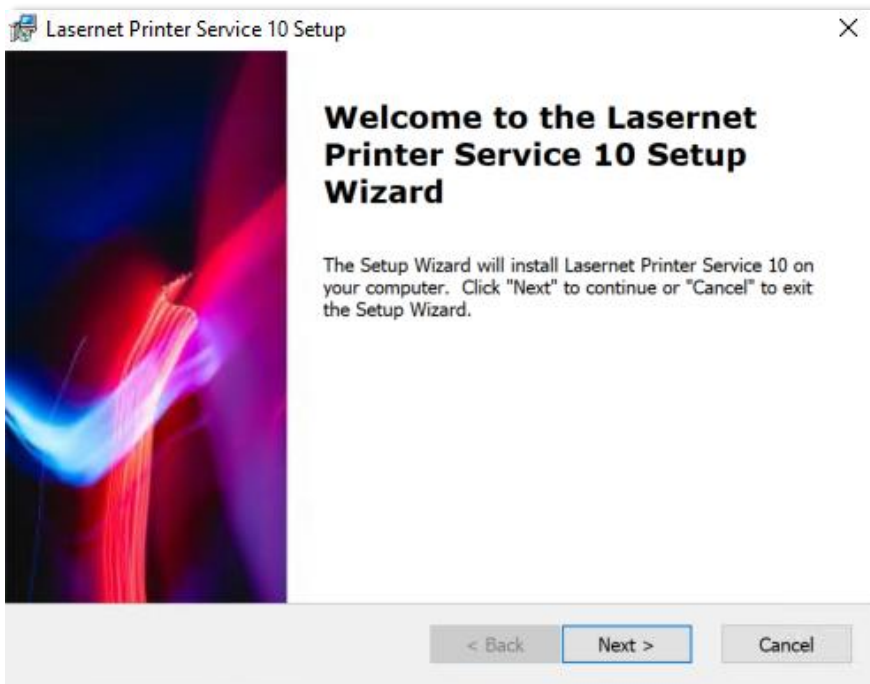 Lasernet Printer Service 10 Setup
Welcome to the Lasernet
Printer Service 10 Setup
Wizard
The Setup Wizard will install Lasernet Printer Service 10 on
your computer. Click "Next" to continue or "Cancel" to exit
the Setup Wizard.
< Back Next > Cancel